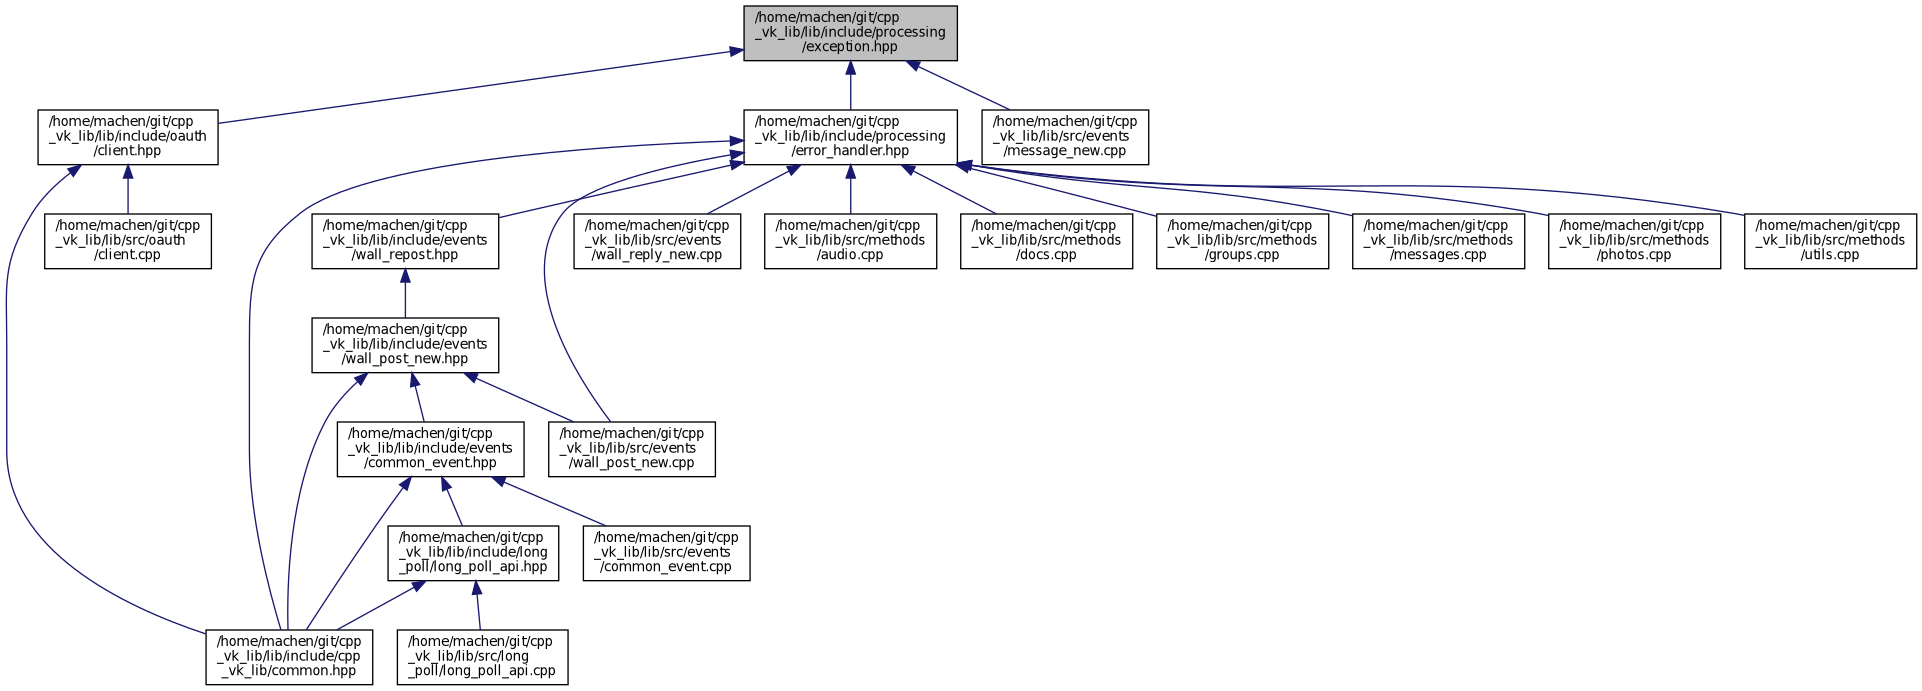 /home/machen/git/cpp
_vk_lib/lib/include/processing
/exception.hpp
/home/machen/git/cpp
_vk_lib/lib/include/oauth
/client.hpp
/home/machen/git/cpp
_vk_lib/lib/include/processing
/error_handler.hpp
/home/machen/git/cpp
_vk_lib/lib/src/events
/message_new.cpp
/home/machen/git/cpp
_vk_lib/lib/src/oauth
/client.cpp
/home/machen/git/cpp
_vk_lib/lib/include/events
/wall_repost.hpp
/home/machen/git/cpp
_vk_lib/lib/src/events
/wall_reply_new.cpp
/home/machen/git/cpp
_vk_lib/lib/src/methods
/audio.cpp
/home/machen/git/cpp
_vk_lib/lib/src/methods
/docs.cpp
/home/machen/git/cpp
_vk_lib/lib/src/methods
/groups.cpp
/home/machen/git/cpp
_vk_lib/lib/src/methods
/messages.cpp
/home/machen/git/cpp
_vk_lib/lib/src/methods
/photos.cpp
/home/machen/git/cpp
_vk_lib/lib/src/methods
/utils.cpp
/home/machen/git/cpp
_vk_lib/lib/include/events
/wall_post_new.hpp
/home/machen/git/cpp
_vk_lib/lib/include/events
/common_event.hpp
/home/machen/git/cpp
_vk_lib/lib/src/events
/wall_post_new.cpp
/home/machen/git/cpp
_vk_lib/lib/include/long
_poll/long_poll_api.hpp
/home/machen/git/cpp
_vk_lib/lib/src/events
/common_event.cpp
/home/machen/git/cpp
_vk_lib/lib/include/cpp
_vk_lib/common.hpp
/home/machen/git/cpp
_vk_lib/lib/src/long
_poll/long_poll_api.cpp